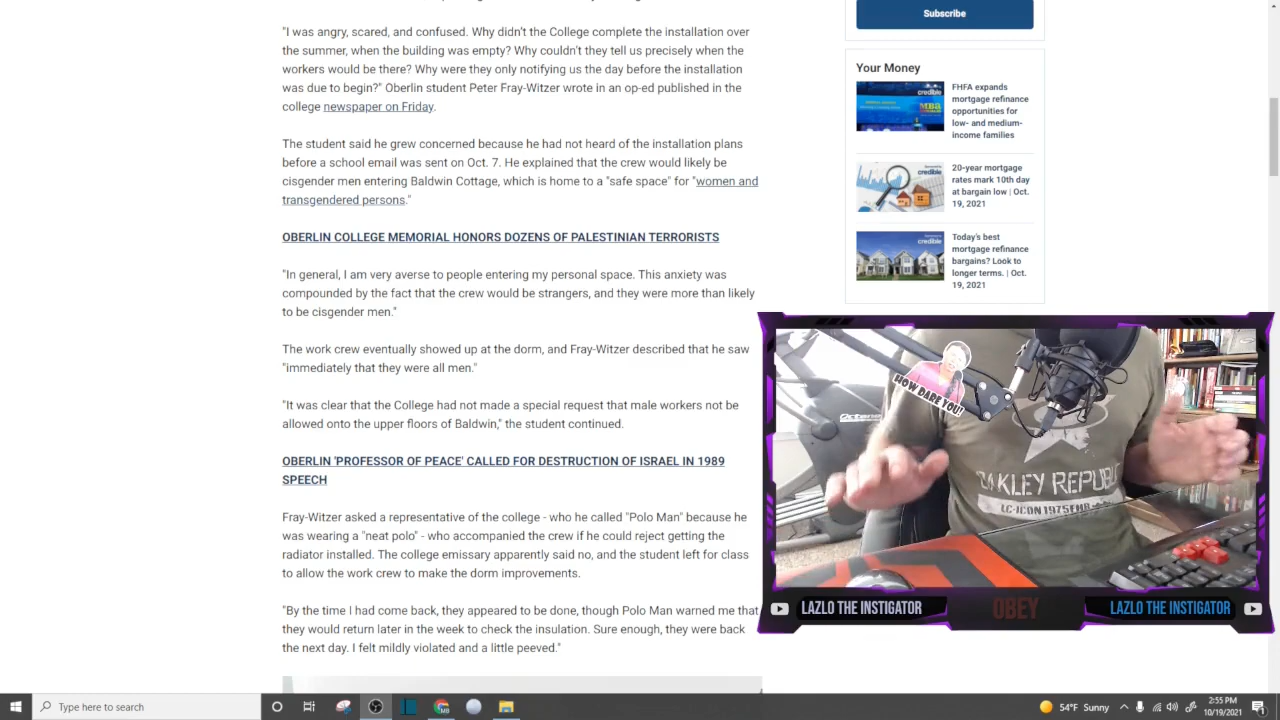 Subscribe
"I was angry, scared, and confused. Why didn't the College complete the installation over
the summer, when the building was empty? Why couldn't they tell us precisely when the
workers would be there? Why were they only notifying us the day before the installation
was due to begin?" Oberlin student Peter Fray-Witzer wrote in an op-ed published in the
college newspaper on Friday.
The student said he grew concerned because he had not heard of the installation plans
before a school email was sent on Oct. 7. He explained that the crew would likely be
cisgender men entering Baldwin Cottage, which is home to a "safe space" for "women and
transgendered persons."
OBERLIN COLLEGE MEMORIAL HONORS DOZENS OF PALESTINIAN TERRORISTS
"In general, I am very averse to people entering my personal space. This anxiety was
compounded by the fact that the crew would be strangers, and they were more than likely
to be cisgender men."
The work crew eventually showed up at the dorm, and Fray-Witzer described that he saw
"immediately that they were all men."
"It was clear that the College had not made a special request that male workers not be
allowed onto the upper floors of Baldwin," the student continued.
OBERLIN 'PROFESSOR OF PEACE' CALLED FOR DESTRUCTION OF ISRAEL IN 1989
SPEECH
Fray-Witzer asked a representative of the college - who he called "Polo Man" because he
was wearing a "neat polo" - who accompanied the crew if he could reject getting the
radiator installed. The college emissary apparently said no, and the student left for class
to allow the work crew to make the dorm improvements.
"By the time I had come back, they appeared to be done, though Polo Man warned me that
they would return later in the week to check the insulation. Sure enough, they were back
the next day. I felt mildly violated and a little peeved."
Your Money
credible
MBA
FHFA expands
mortgage refinance
opportunities for
low- and medium-
income families
credible
20-year mortgage
rates mark 10th day
at bargain low | Oct.
19, 2021
credible
Today's best
mortgage refinance
bargains? Look to
longer terms. | Oct.
19, 2021
HOW DARE YOU!
OAKLEY REPUBLIC
LC-ICON 1975FMB
LAZLO THE INSTIGATOR
OBEY
LAZLO THE INSTIGATOR
Type here to search
54°F Sunny
2:55 PM
10/19/2021
1